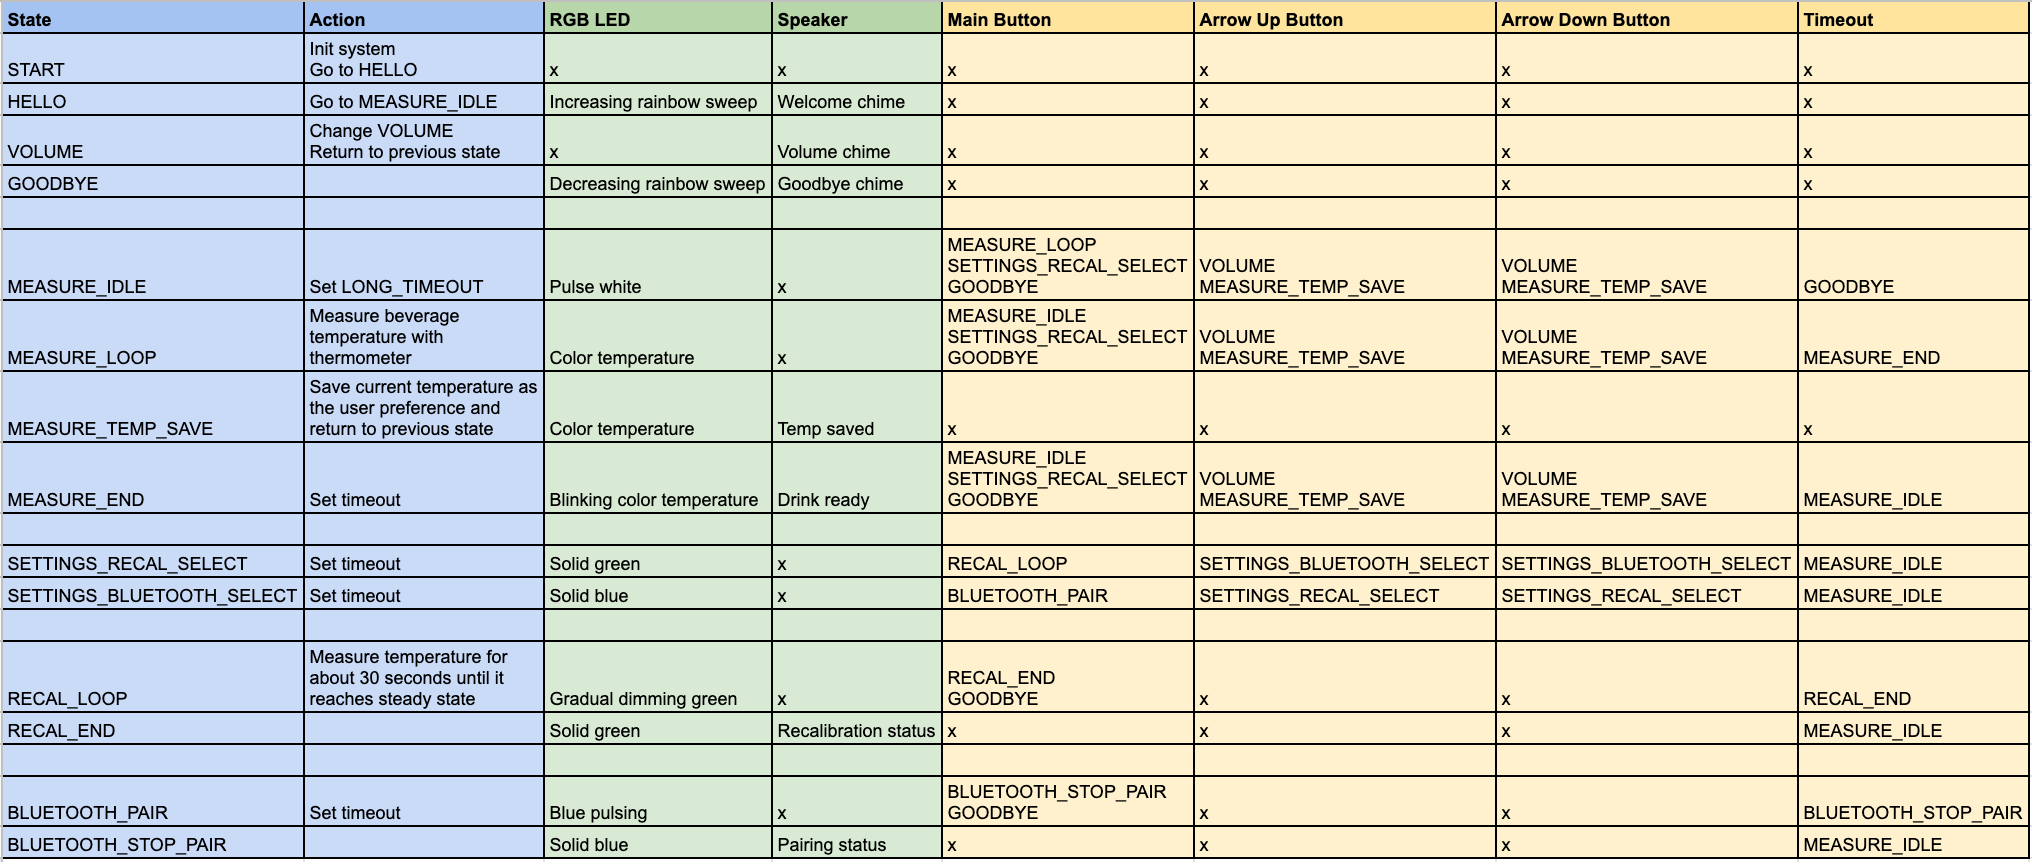 State Action RGB LED Speaker Main Button Arrow Up Button Arrow Down Button Timeout
Init system
START Go to HELLO x x x x x x
HELLO Go to MEASURE_IDLE Increasing rainbow sweep Welcome chime x x x x
Change VOLUME
VOLUME Return to previous state x Volume chime x x x x
GOODBYE Decreasing rainbow sweep Goodbye chime x x x x
MEASURE_LOOP
SETTINGS_RECAL_SELECT VOLUME VOLUME
MEASURE_IDLE Set LONG_TIMEOUT Pulse white x GOODBYE MEASURE_TEMP_SAVE MEASURE_TEMP_SAVE GOODBYE
Measure beverage MEASURE_IDLE
temperature with SETTINGS_RECAL_SELECT VOLUME VOLUME
MEASURE_LOOP thermometer Color temperature x GOODBYE MEASURE_TEMP_SAVE MEASURE_TEMP_SAVE MEASURE_END
Save current temperature as
the user preference and
MEASURE_TEMP_SAVE return to previous state Color temperature Temp saved x x x x
MEASURE_IDLE
SETTINGS_RECAL_SELECT VOLUME VOLUME
MEASURE_END Set timeout Blinking color temperature Drink ready GOODBYE MEASURE_TEMP_SAVE MEASURE_TEMP_SAVE MEASURE_IDLE
SETTINGS_RECAL_SELECT Set timeout Solid green x RECAL_LOOP SETTINGS_BLUETOOTH_SELECT SETTINGS_BLUETOOTH_SELECT MEASURE_IDLE
SETTINGS_BLUETOOTH_SELECT Set timeout Solid blue x BLUETOOTH_PAIR SETTINGS_RECAL_SELECT SETTINGS_RECAL_SELECT MEASURE_IDLE
Measure temperature for
about 30 seconds until it RECAL_END
RECAL_LOOP reaches steady state Gradual dimming green x GOODBYE x x RECAL_END
RECAL_END Solid green Recalibration status x x x MEASURE_IDLE
BLUETOOTH_STOP_PAIR
BLUETOOTH_PAIR Set timeout Blue pulsing x GOODBYE x x BLUETOOTH_STOP_PAIR
BLUETOOTH_STOP_PAIR Solid blue Pairing status x x x MEASURE_IDLE